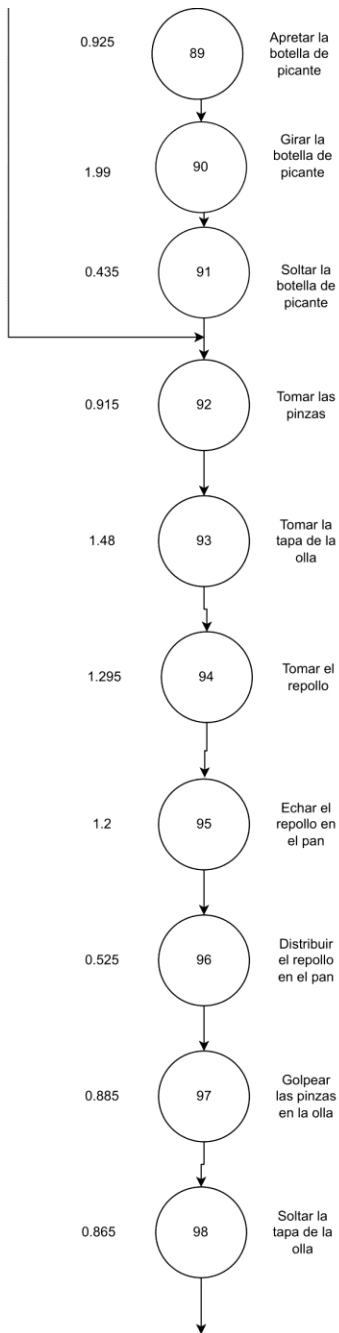 0.925
89
Apretar la
botella de
picante
1.99
90
Girar la
botella de
picante
0.435
91
Soltar la
botella de
picante
0.915
92
Tomar las
pinzas
1.48
93
Tomar la
tapa de la
olla
1.295
94
Tomar el
repollo
1.2
95
Echar el
repollo en
el pan
0.525
96
Distribuir
el repollo
en el pan
0.885
97
Golpear
las pinzas
en la olla
0.865
98
Soltar la
tapa de la
olla